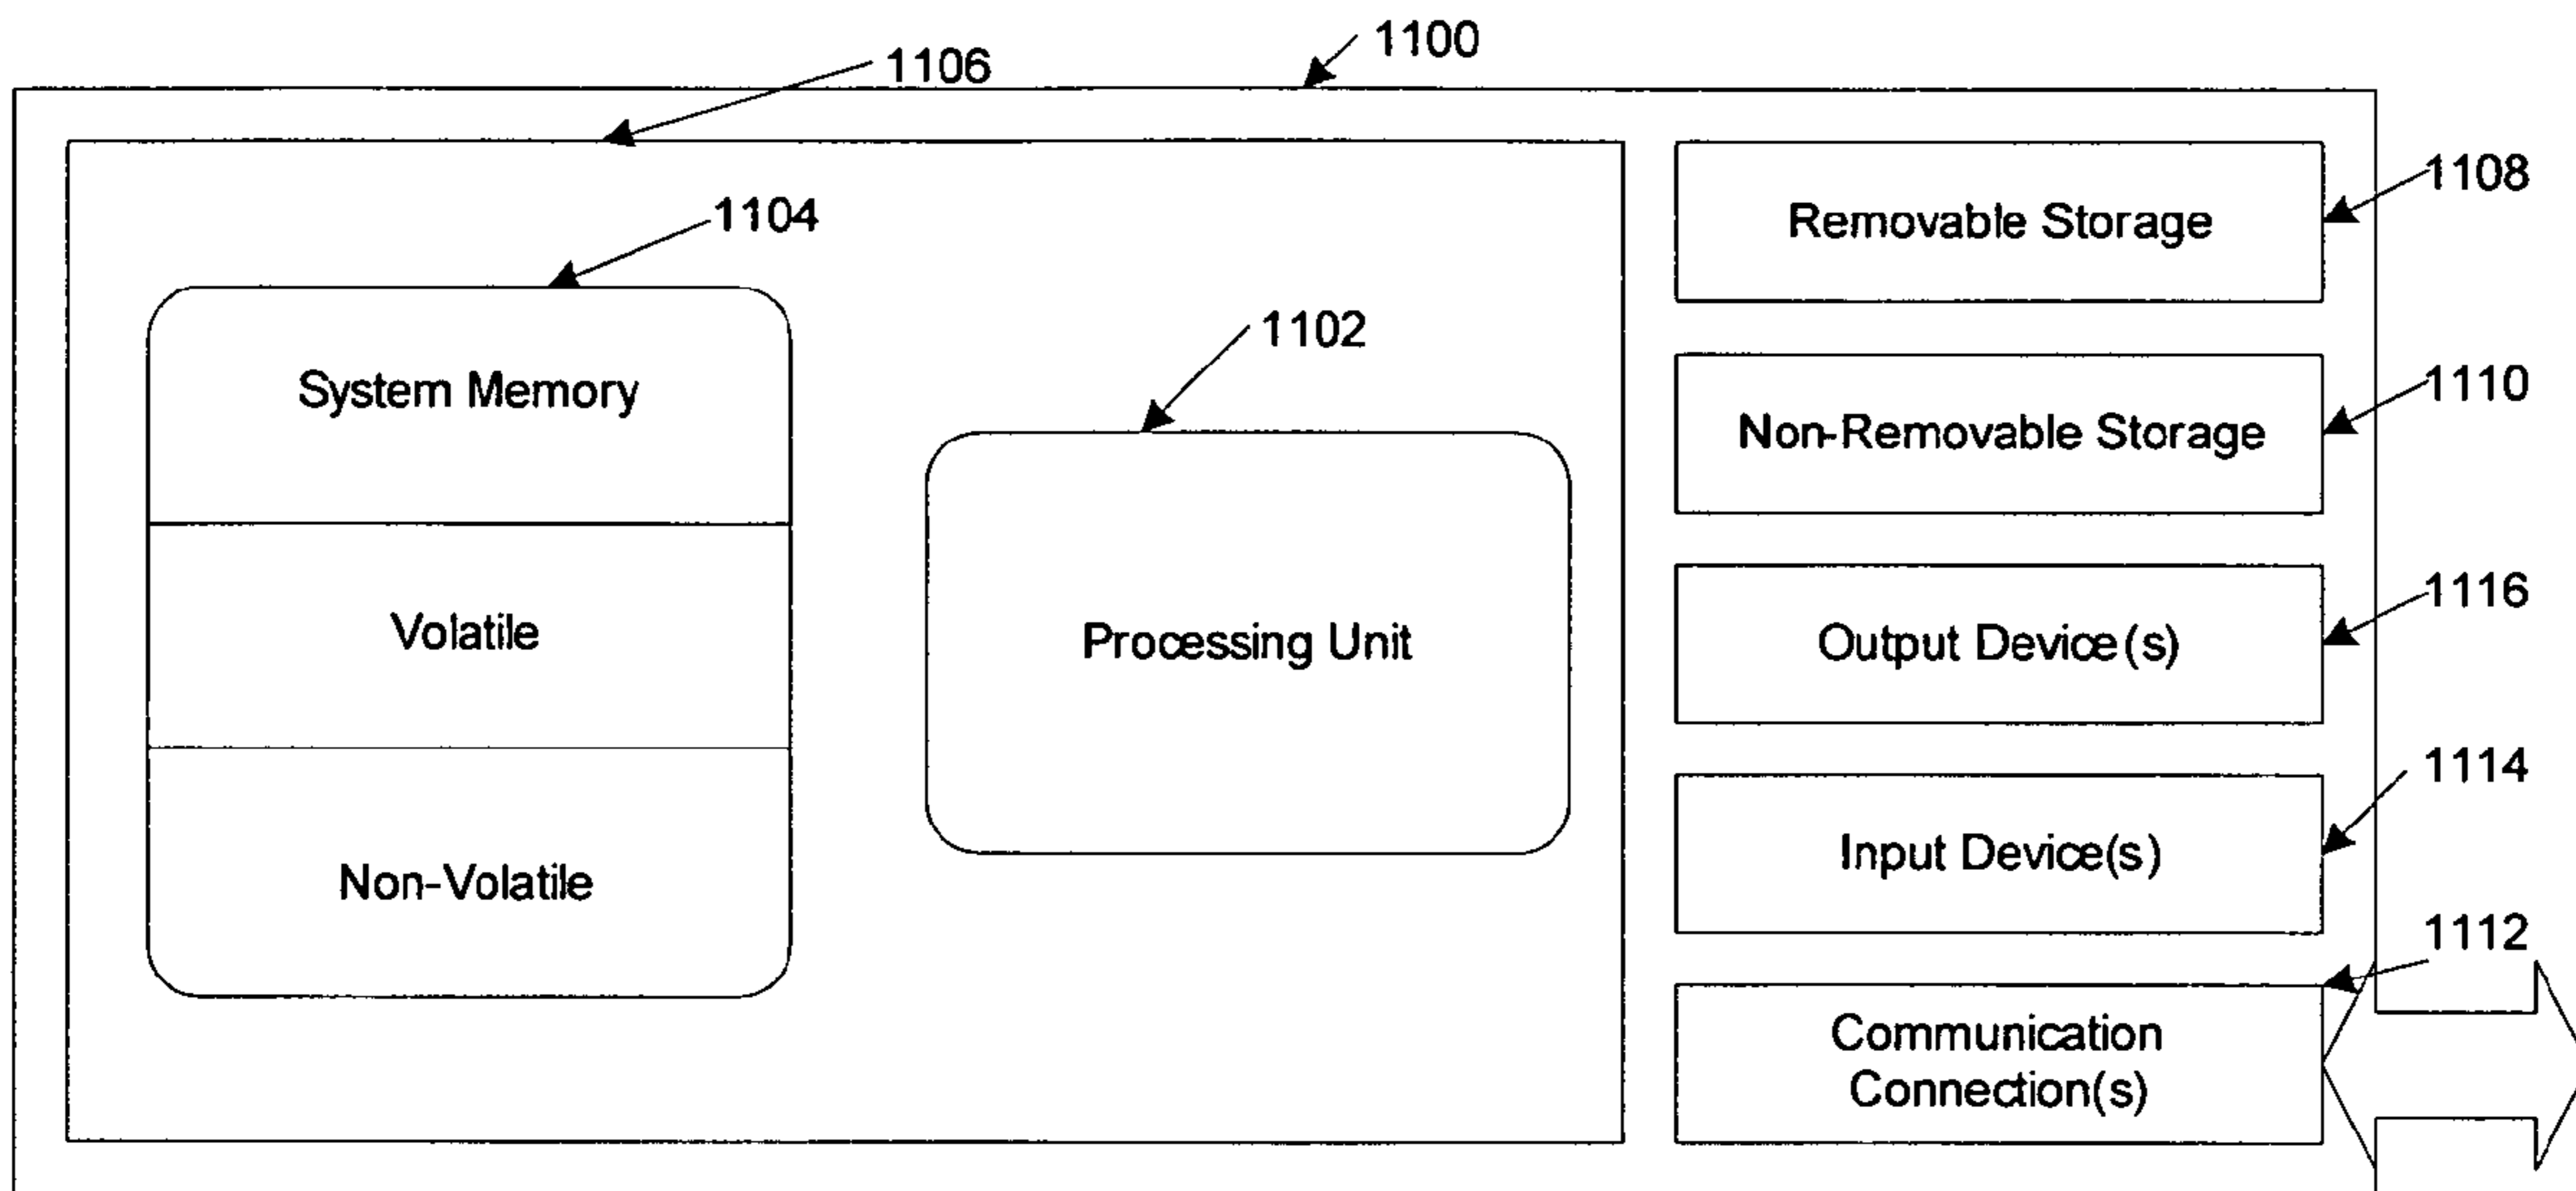 1100
1106
1108
1104
Removable Storage
1102
System Memory
1110
Non-Removable Storage
1116
Volatile
Processing Unit
Output Device(s)
1114
Input Device(s)
Non-Volatile
1112
Communication
Connection(s)